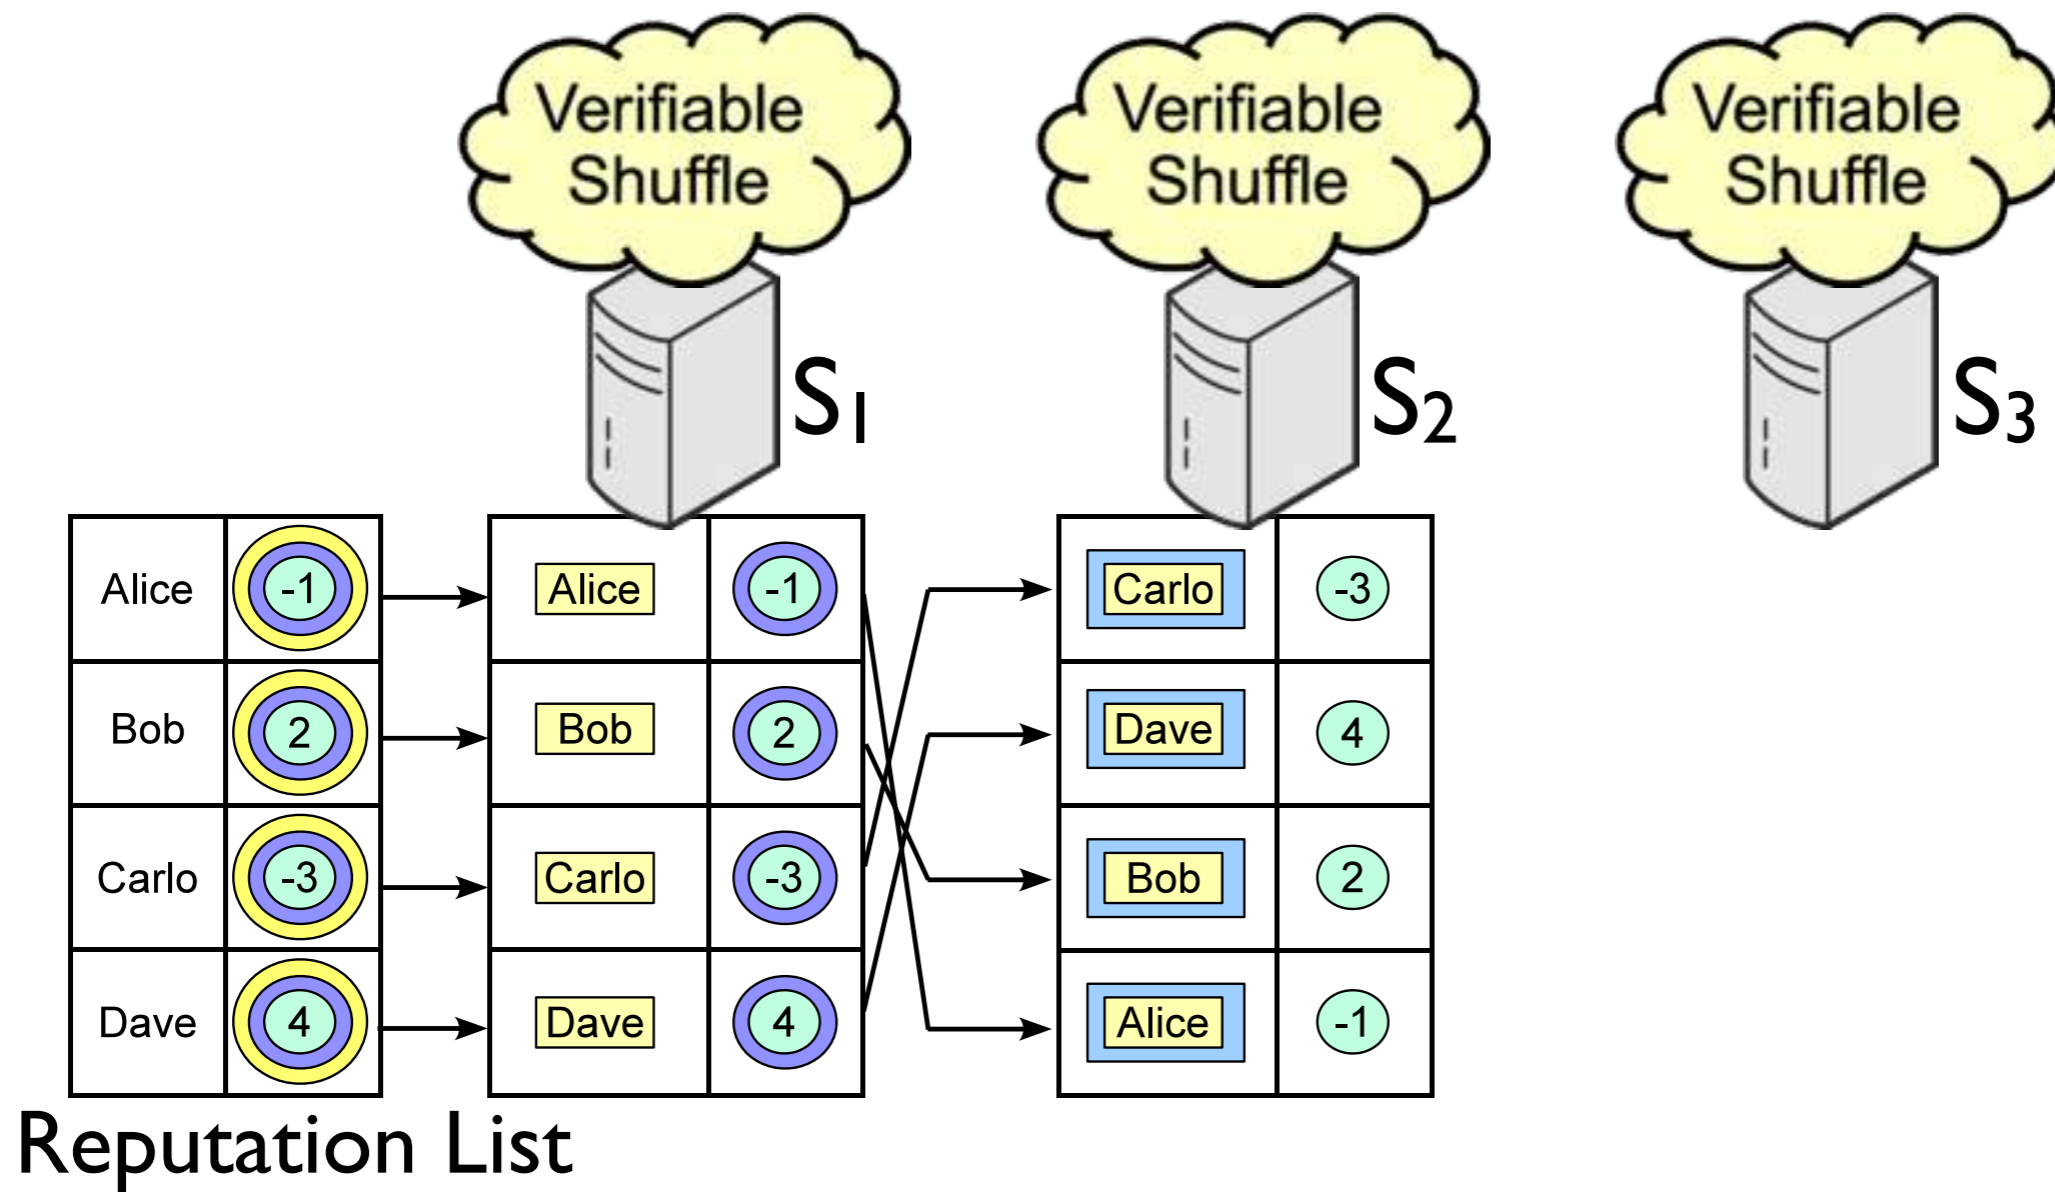 Verifiable
Shuffle
Verifiable
Shuffle
Verifiable
Shuffle
S1
S2
S3
Alice -1 Alice -1 Carlo -3
Bob 2 Bob 2 Dave 4
Carlo -3 Carlo -3 Bob 2
Dave 4 Dave 4 Alice -1
Reputation List